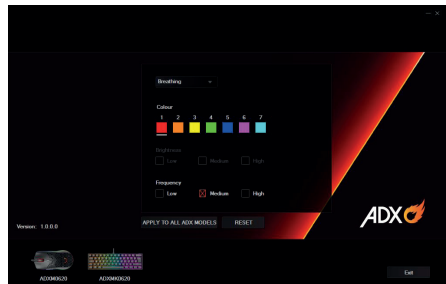 Breathing
Colour
1 2 3 4 5 6 7
Brightness
Low Medium High
Frequency
Low Medium High
APPLY TO ALL ADX MODELS RESET
ADX
Version: 1.0.0.0
ADXM0620 ADXMK0620
Exit